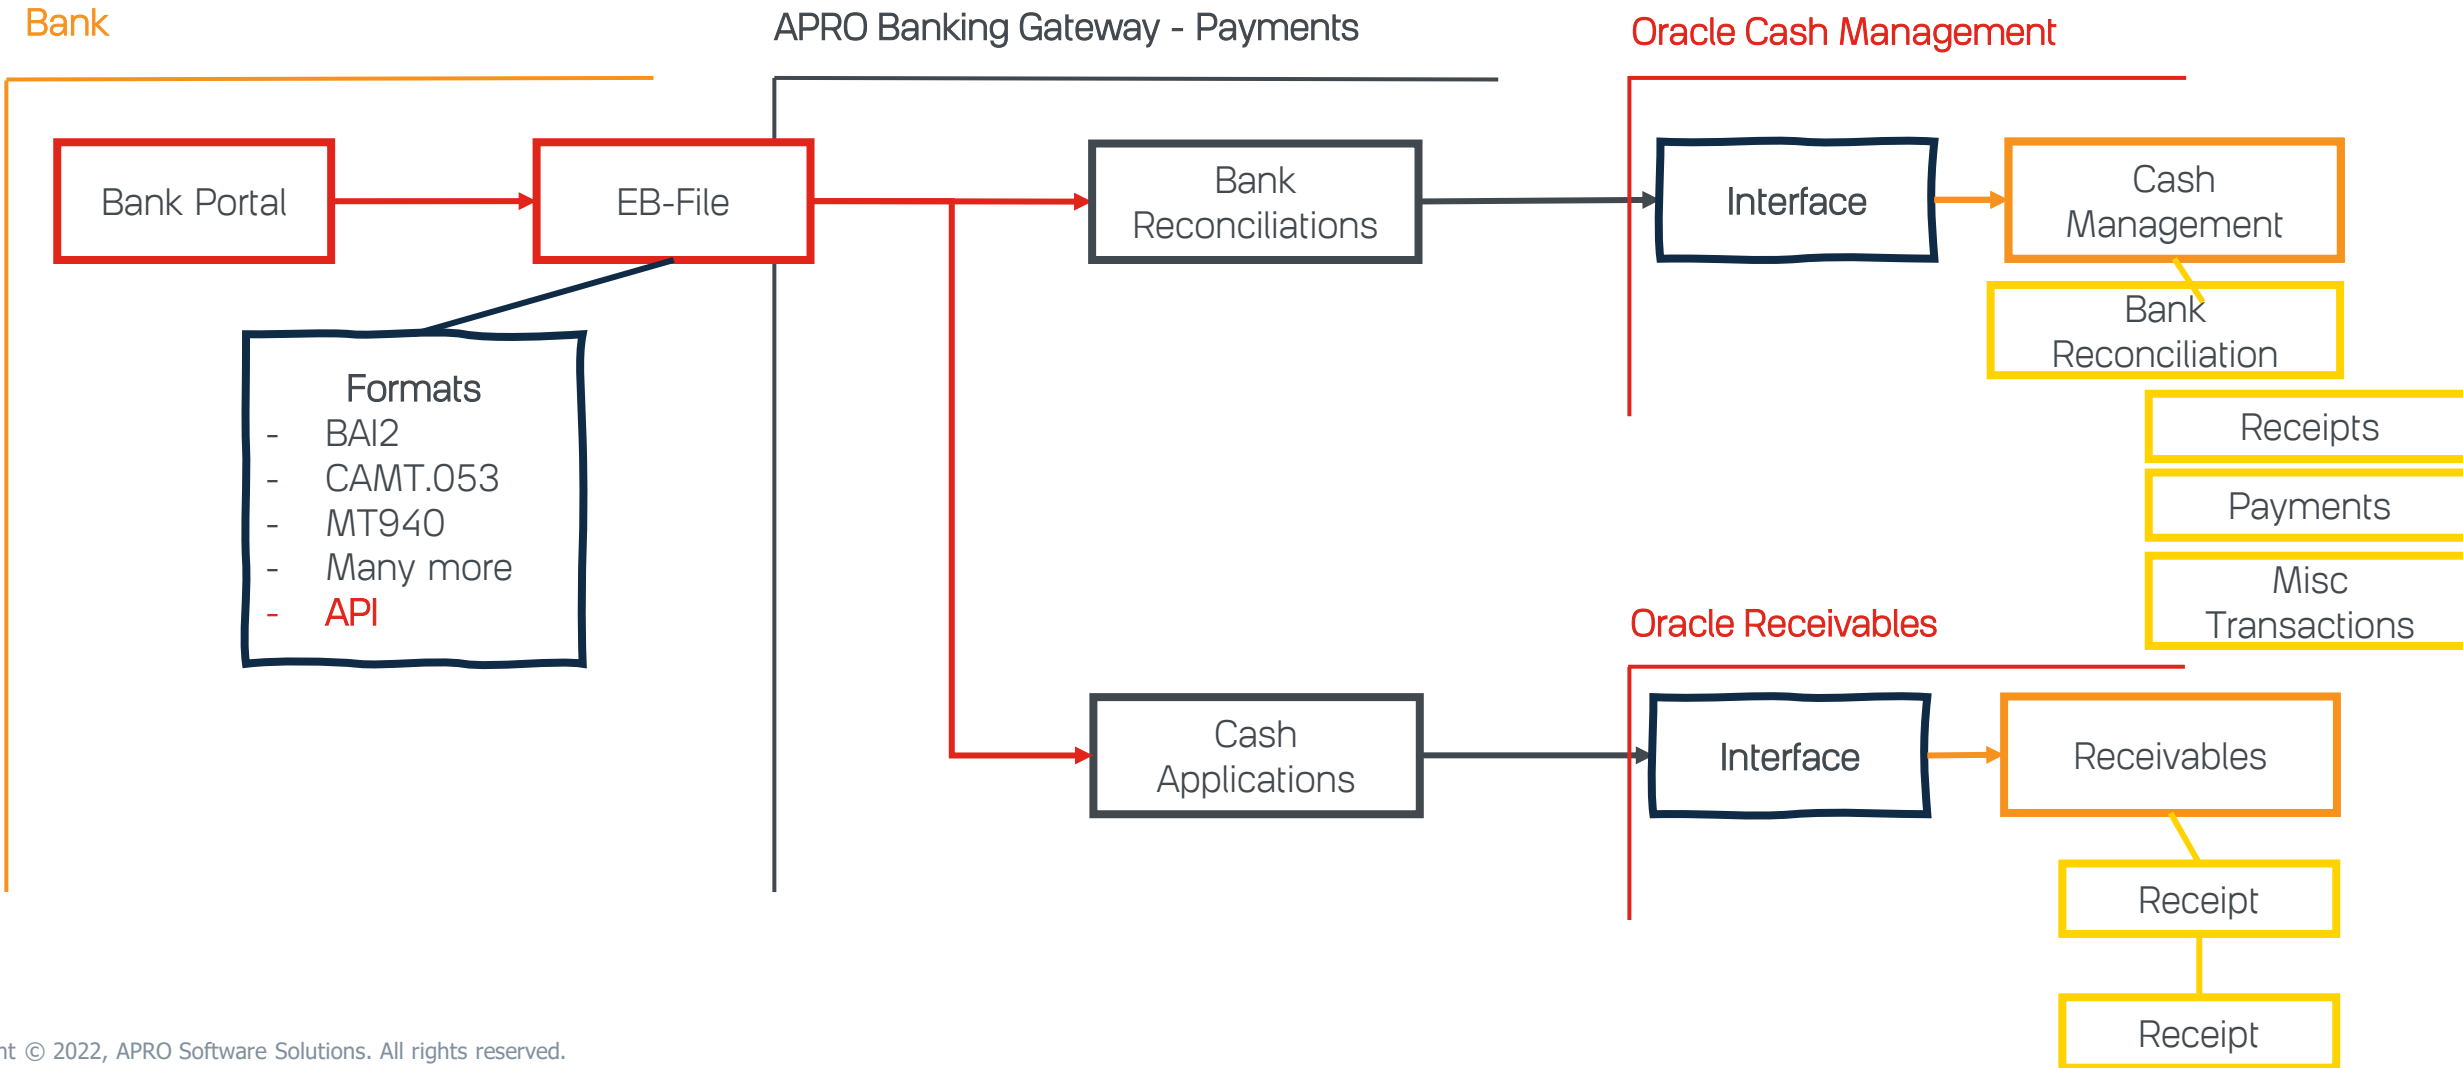 Bank
APRO Banking Gateway - Payments
Oracle Cash Management
Bank Portal
EB-File
Bank
Reconciliations
Interface
Cash
Management
Bank
Reconciliation
Formats
- BAI2
- CAMT.053
- MT940
- Many more
- API
Receipts
Payments
Misc
Transactions
Oracle Receivables
Cash
Applications
Interface
Receivables
Receipt
Receipt
© 2022, APRO Software Solutions. All rights reserved.